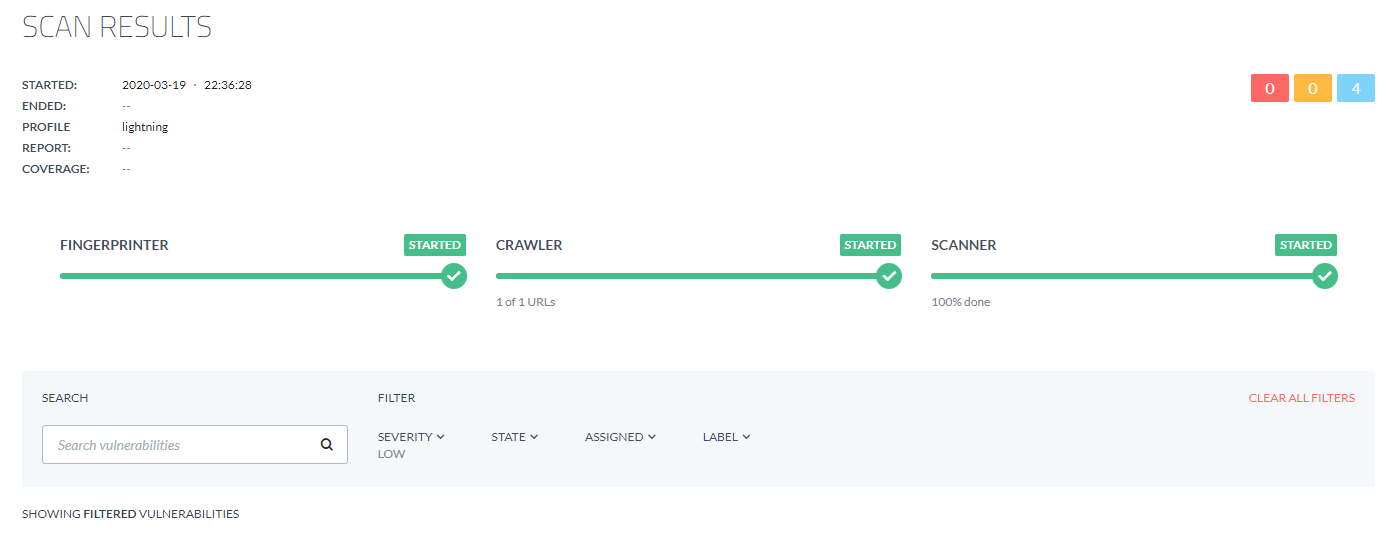 SCAN RESULTS
STARTED: 2020-03-19 · 22:36:28
0 0 4
ENDED: --
PROFILE lightning
REPORT: --
COVERAGE: --
FINGERPRINTER STARTED CRAWLER STARTED SCANNER STARTED
1 of 1 URLs 100% done
SEARCH FILTER CLEAR ALL FILTERS
Search vulnerabilities SEVERITY STATE ASSIGNED LABEL
LOW
SHOWING FILTERED VULNERABILITIES